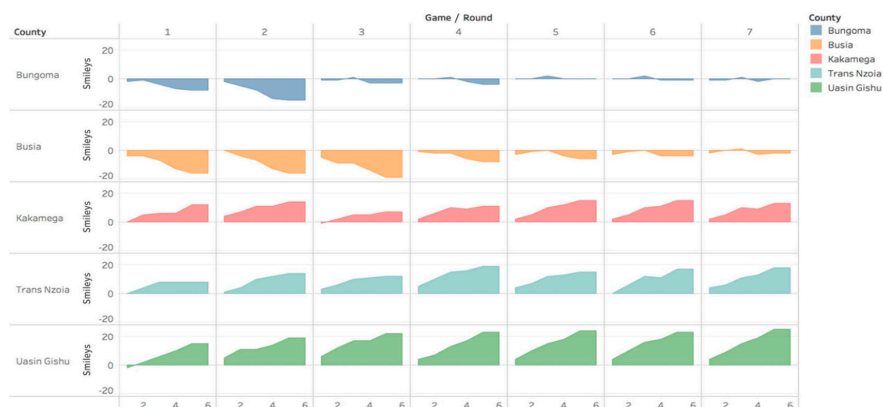 Game / Round
County
County 1 2 3 4 5 6 7
Bungoma
Busia
Kakamega
Trans Nzoia
Uasin Gishu
Bungoma Smileys 20 0 -20
Busia Smileys 20 0 -20
Kakamega Smileys 20 0 -20
Trans Nzoia Smileys 20 0 -20
Uasin Gishu Smileys 20 0 -20
2 4 6 2 4 6 2 4 6 2 4 6 2 4 6 2 4 6 2 4 6